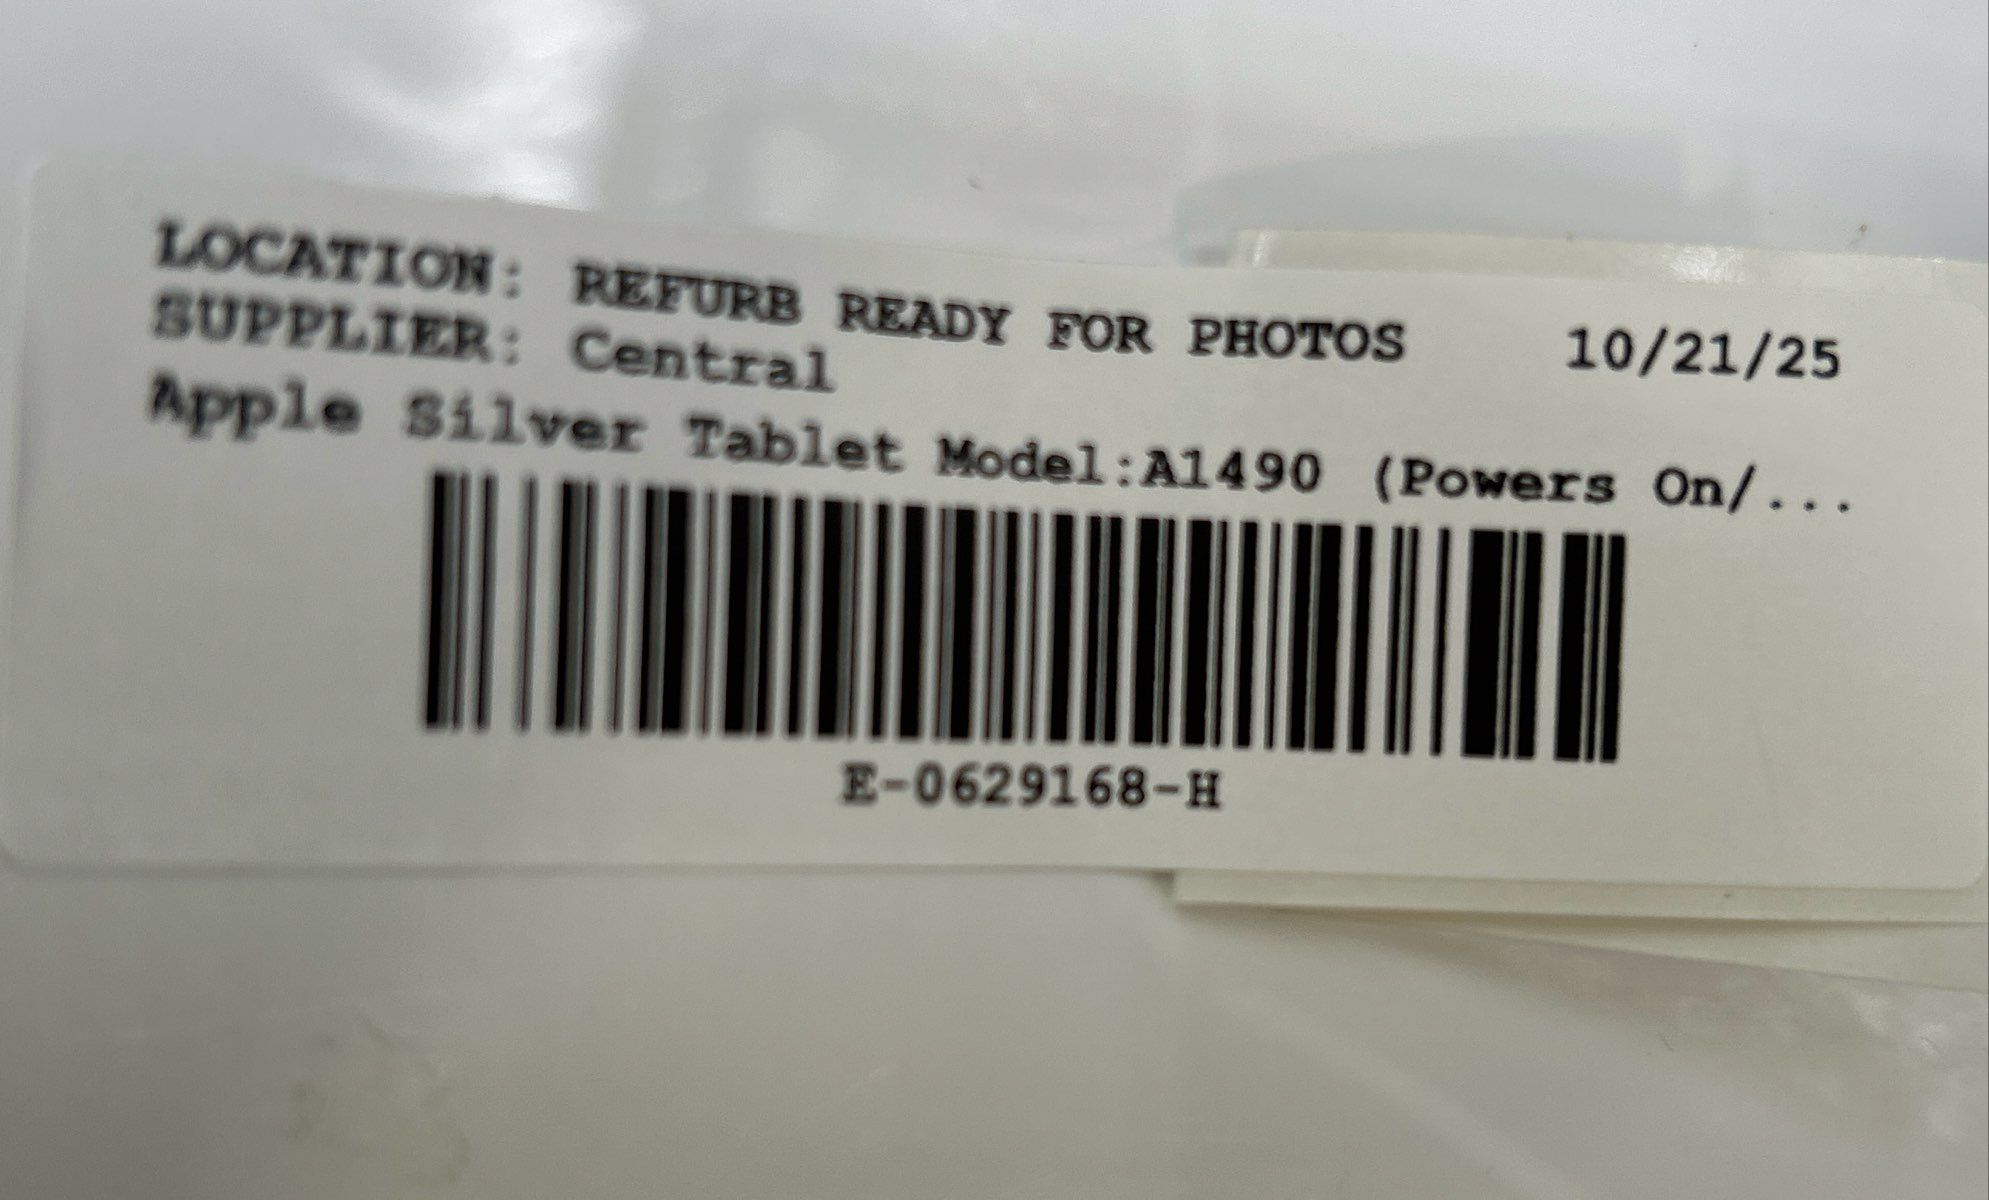 LOCATION: REFURB READY FOR PHOTOS 10/21/25
SUPPLIER: Central
Apple Silver Tablet Model:A1490 (Powers On/...
E-0629168-H